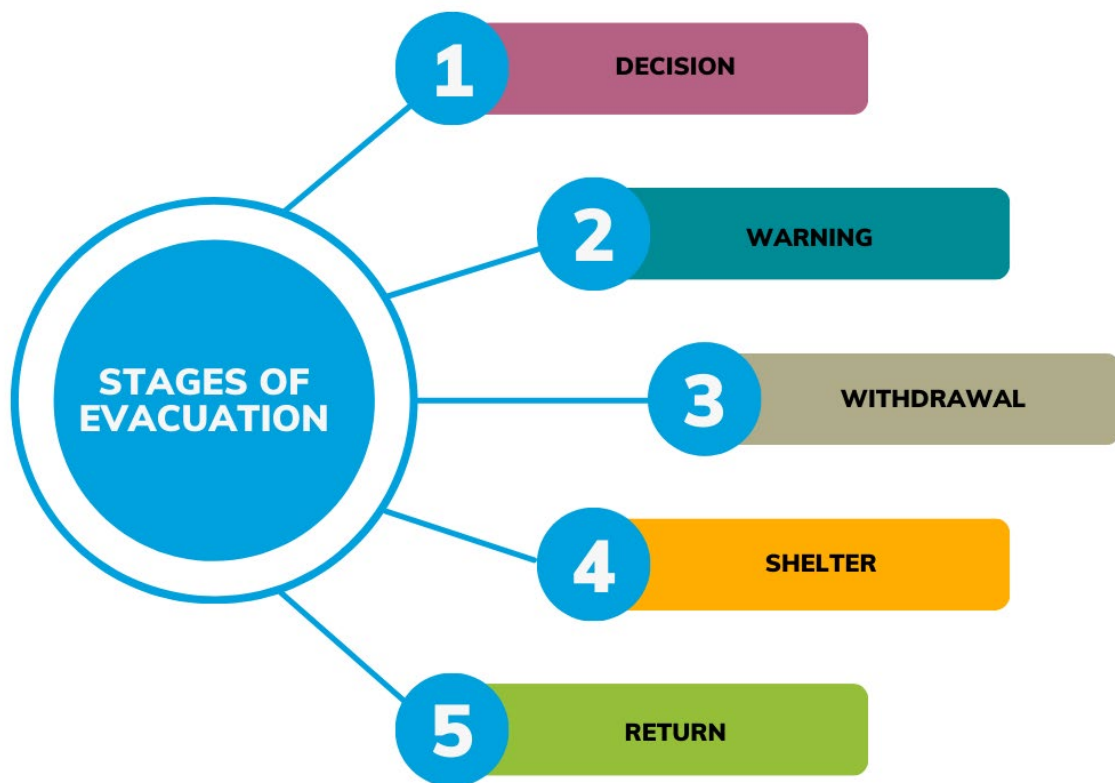 STAGES OF
EVACUATION
1
DECISION
2
WARNING
3
WITHDRAWAL
4
SHELTER
5
RETURN